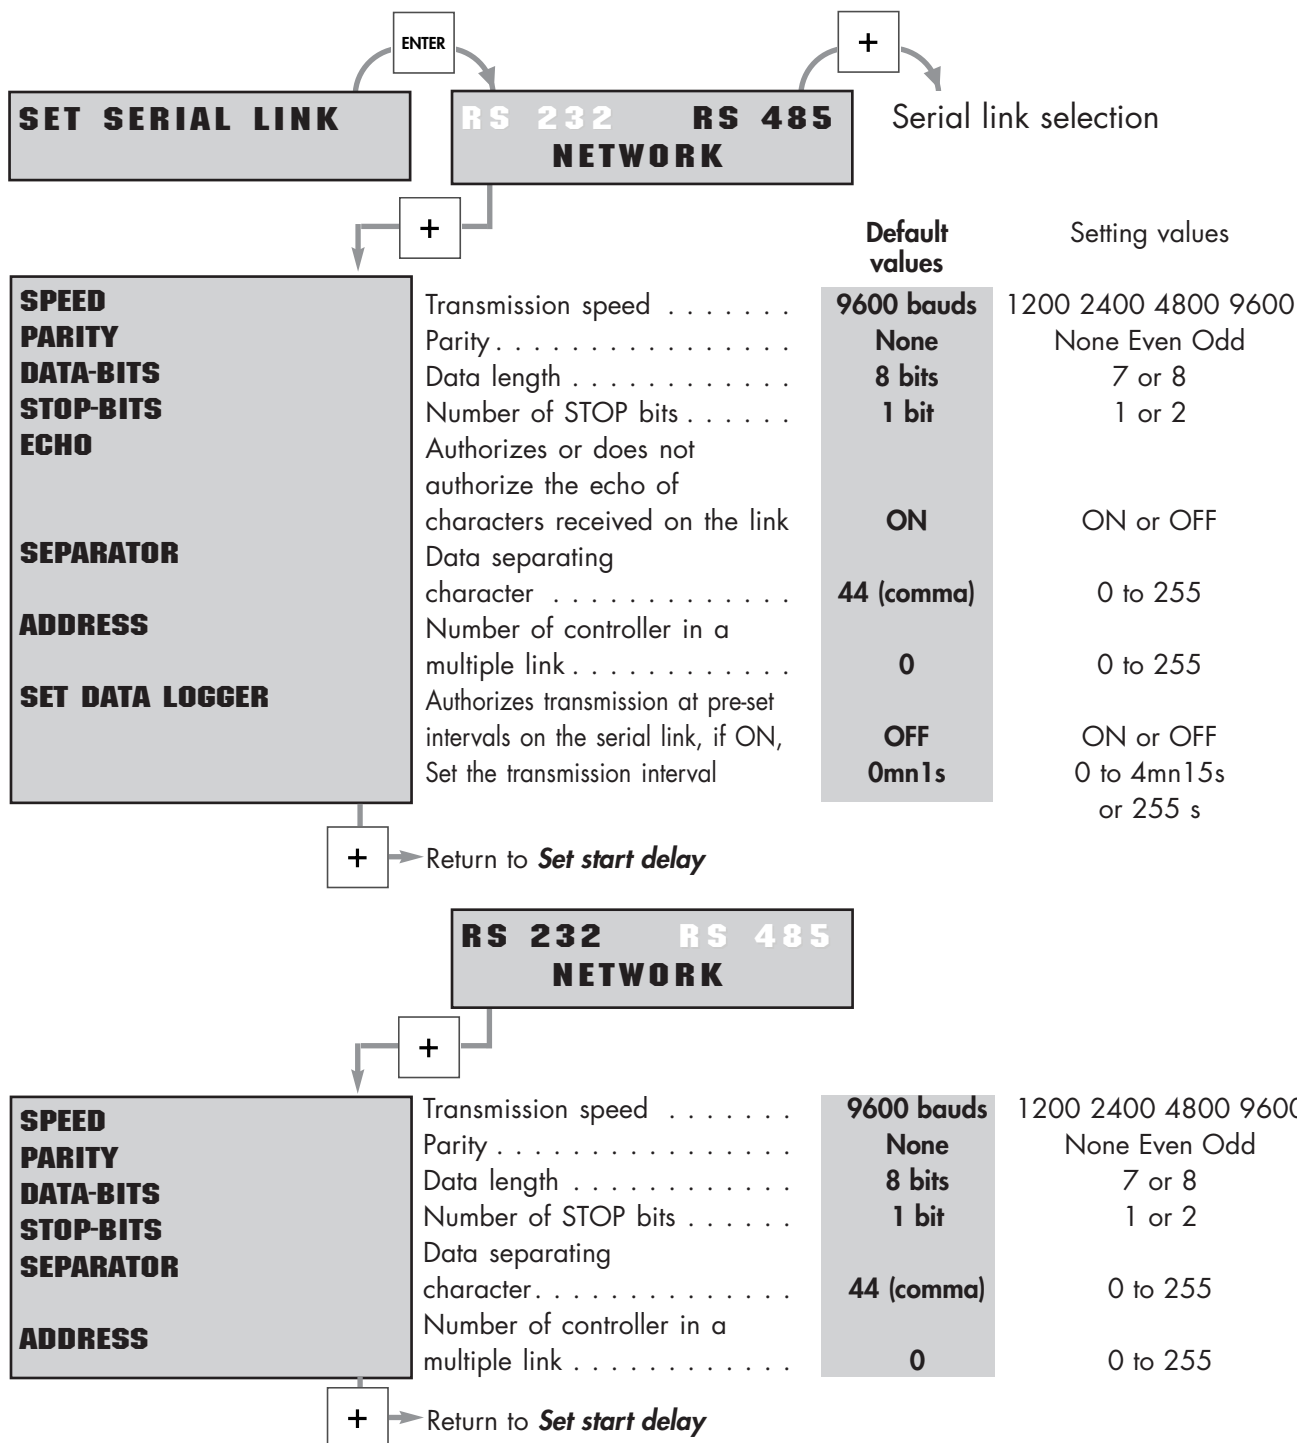 ENTER
+
SET SERIAL LINK
RS 232 RS 485
NETWORK
Serial link selection
+
Default values
Setting values
SPEED Transmission speed . . . . . . . 9600 bauds 1200 2400 4800 9600
PARITY Parity . . . . . . . . . . . . . . . . None None Even Odd
DATA-BITS Data length . . . . . . . . . . . . 8 bits 7 or 8
STOP-BITS Number of STOP bits . . . . . . 1 bit 1 or 2
ECHO Authorizes or does not
authorize the echo of
characters received on the link ON ON or OFF
SEPARATOR Data separating
character . . . . . . . . . . . . . 44 (comma) 0 to 255
ADDRESS Number of controller in a
multiple link . . . . . . . . . . . . 0 0 to 255
SET DATA LOGGER Authorizes transmission at pre-set
intervals on the serial link, if ON, OFF ON or OFF
Set the transmission interval 0mn1s 0 to 4mn15s
or 255 s
+ Return to Set start delay
RS 232 RS 485
NETWORK
+
SPEED Transmission speed . . . . . . . 9600 bauds 1200 2400 4800 9600
PARITY Parity . . . . . . . . . . . . . . . . None None Even Odd
DATA-BITS Data length . . . . . . . . . . . . 8 bits 7 or 8
STOP-BITS Number of STOP bits . . . . . . 1 bit 1 or 2
SEPARATOR Data separating
character . . . . . . . . . . . . . . 44 (comma) 0 to 255
ADDRESS Number of controller in a
multiple link . . . . . . . . . . . . 0 0 to 255
+ Return to Set start delay